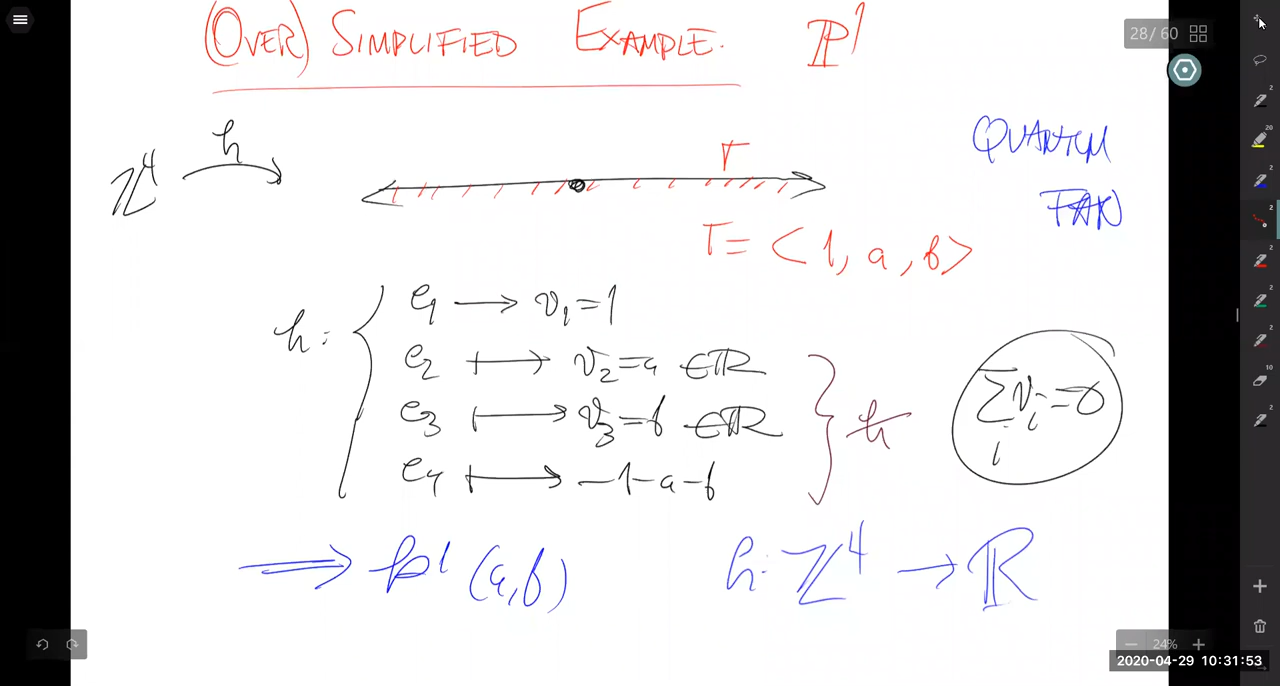 (OVER) SIMPLIFIED EXAMPLE. ℙ¹
28/60
ℤ⁴ h
Γ
QUANTUM
FAN
Γ = < 1, a, b >
h:
e₁ → v₁ = 1
e₂ ↦ v₂ = a ∈ ℝ
e₃ ↦ v₃ = b ∈ ℝ
e₄ ↦ -1-a-b
ħ
∑ᵢ vᵢ = 0
⟹ ℙ¹ (a,b)
h: ℤ⁴ → ℝ
24%
2020-04-29 10:31:53